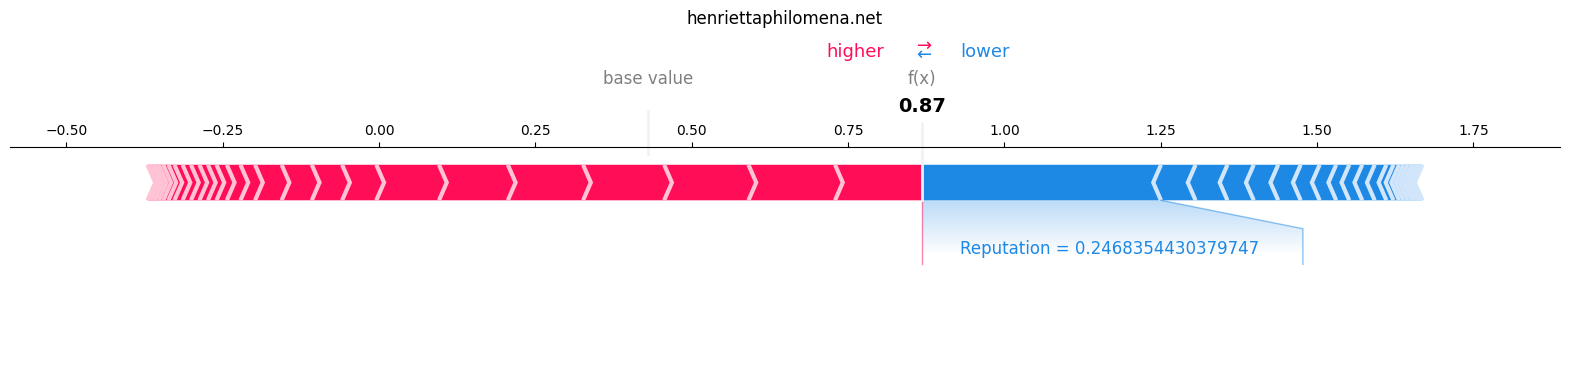 henriettaphilomena.net
higher ⇄ lower
base value f(x)
0.87
−0.50 −0.25 0.00 0.25 0.50 0.75 1.00 1.25 1.50 1.75
Reputation = 0.2468354430379747